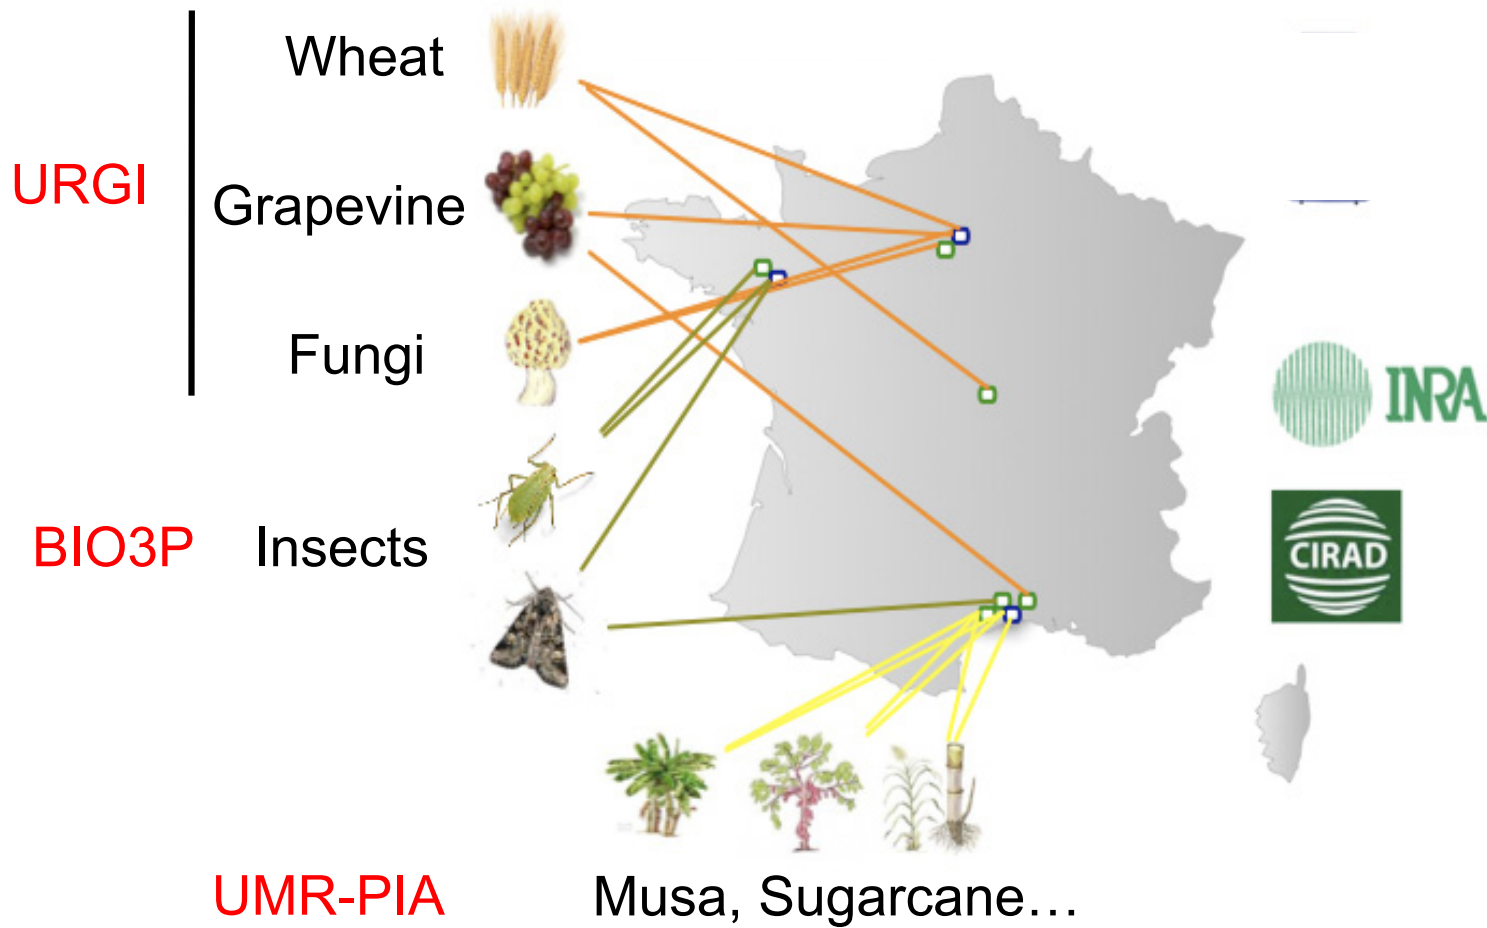 Wheat
URGI
Grapevine
Fungi
INRA
BIO3P
Insects
CIRAD
UMR-PIA
Musa, Sugarcane…